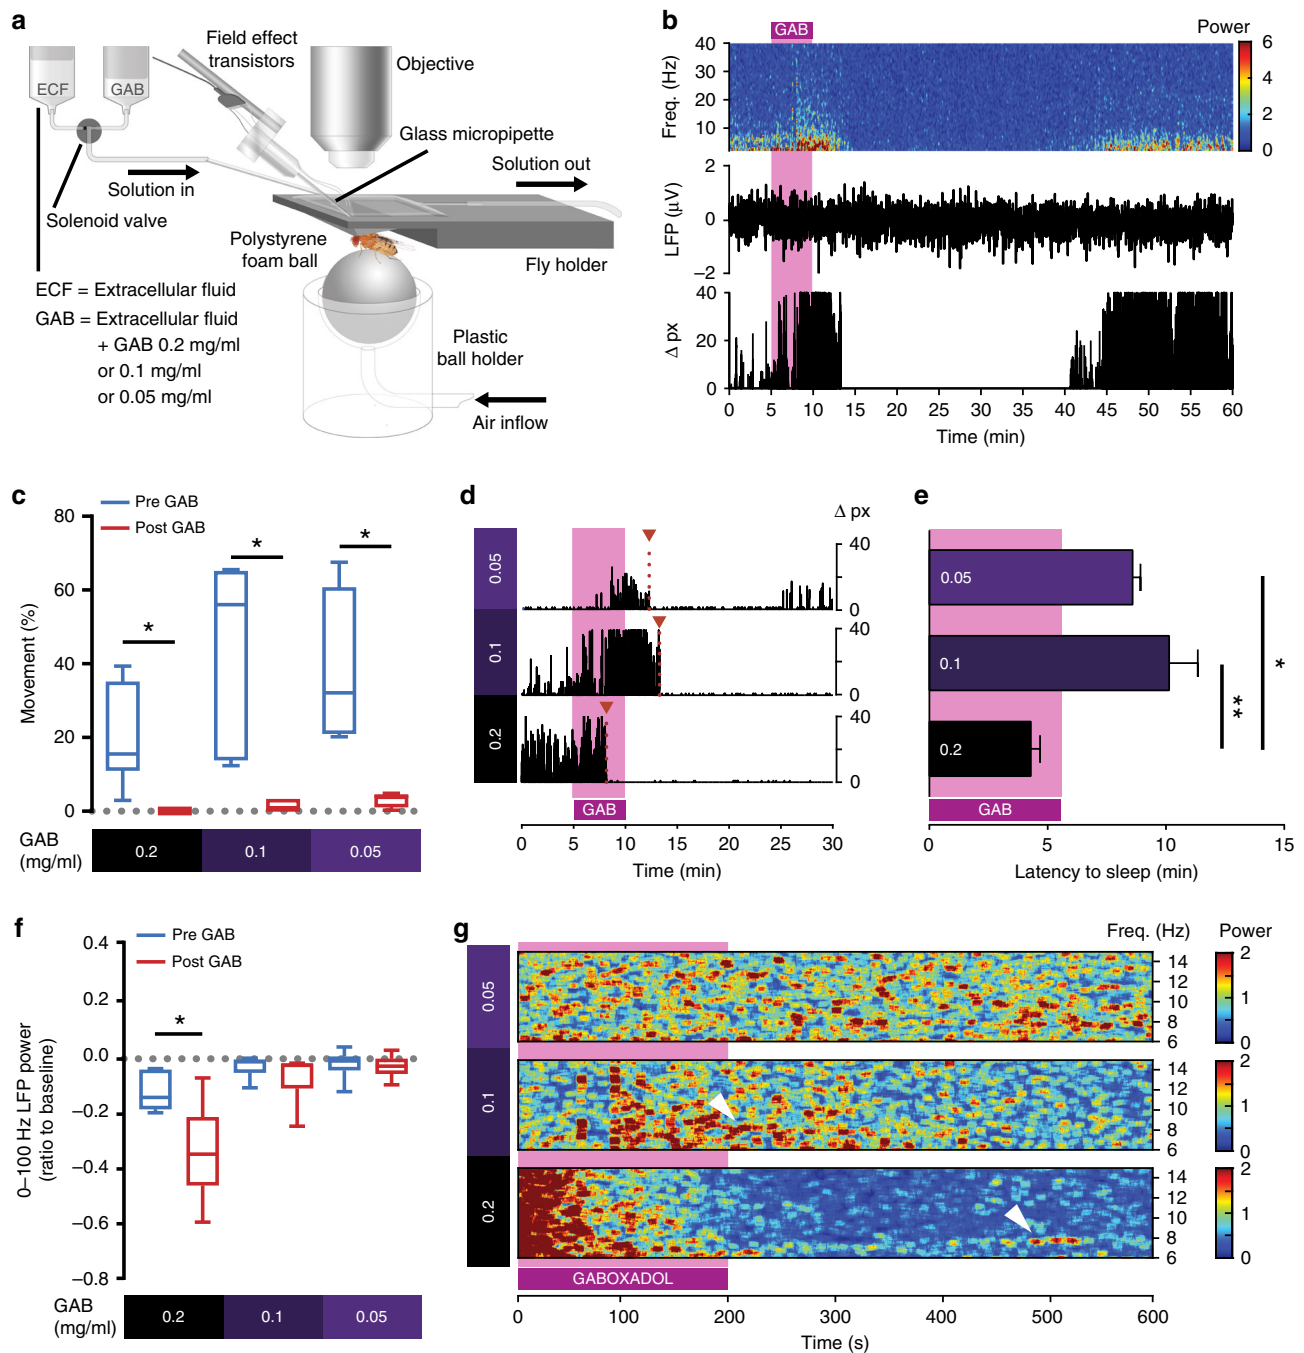 a
ECF
GAB
Field effect
transistors
Objective
Glass micropipette
Solution out
Solution in
Solenoid valve
Polystyrene
foam ball
Fly holder
ECF = Extracellular fluid
GAB = Extracellular fluid
+ GAB 0.2 mg/ml
or 0.1 mg/ml
or 0.05 mg/ml
Plastic
ball holder
Air inflow
b
GAB
Power
Freq. (Hz)
40
30
20
10
6
4
2
0
LFP (µV)
2
0
−2
Δ px
40
20
0
0 5 10 15 20 25 30 35 40 45 50 55 60
Time (min)
c
Pre GAB
Post GAB
Movement (%)
80
60
40
20
0
* * *
GAB
(mg/ml)
0.2 0.1 0.05
d
Δ px
0.05
40
0
0.1
40
0
0.2
40
0
GAB
0 5 10 15 20 25 30
Time (min)
e
0.05
0.1
0.2
*
**
GAB
0 5 10 15
Latency to sleep (min)
f
Pre GAB
Post GAB
0–100 Hz LFP power
(ratio to baseline)
0.4
0.2
0.0
−0.2
−0.4
−0.6
−0.8
*
GAB
(mg/ml)
0.2 0.1 0.05
g
Freq. (Hz)
Power
0.05
14
12
10
8
6
2
1
0
0.1
14
12
10
8
6
2
1
0
0.2
14
12
10
8
6
2
1
0
GABOXADOL
0 100 200 300 400 500 600
Time (s)